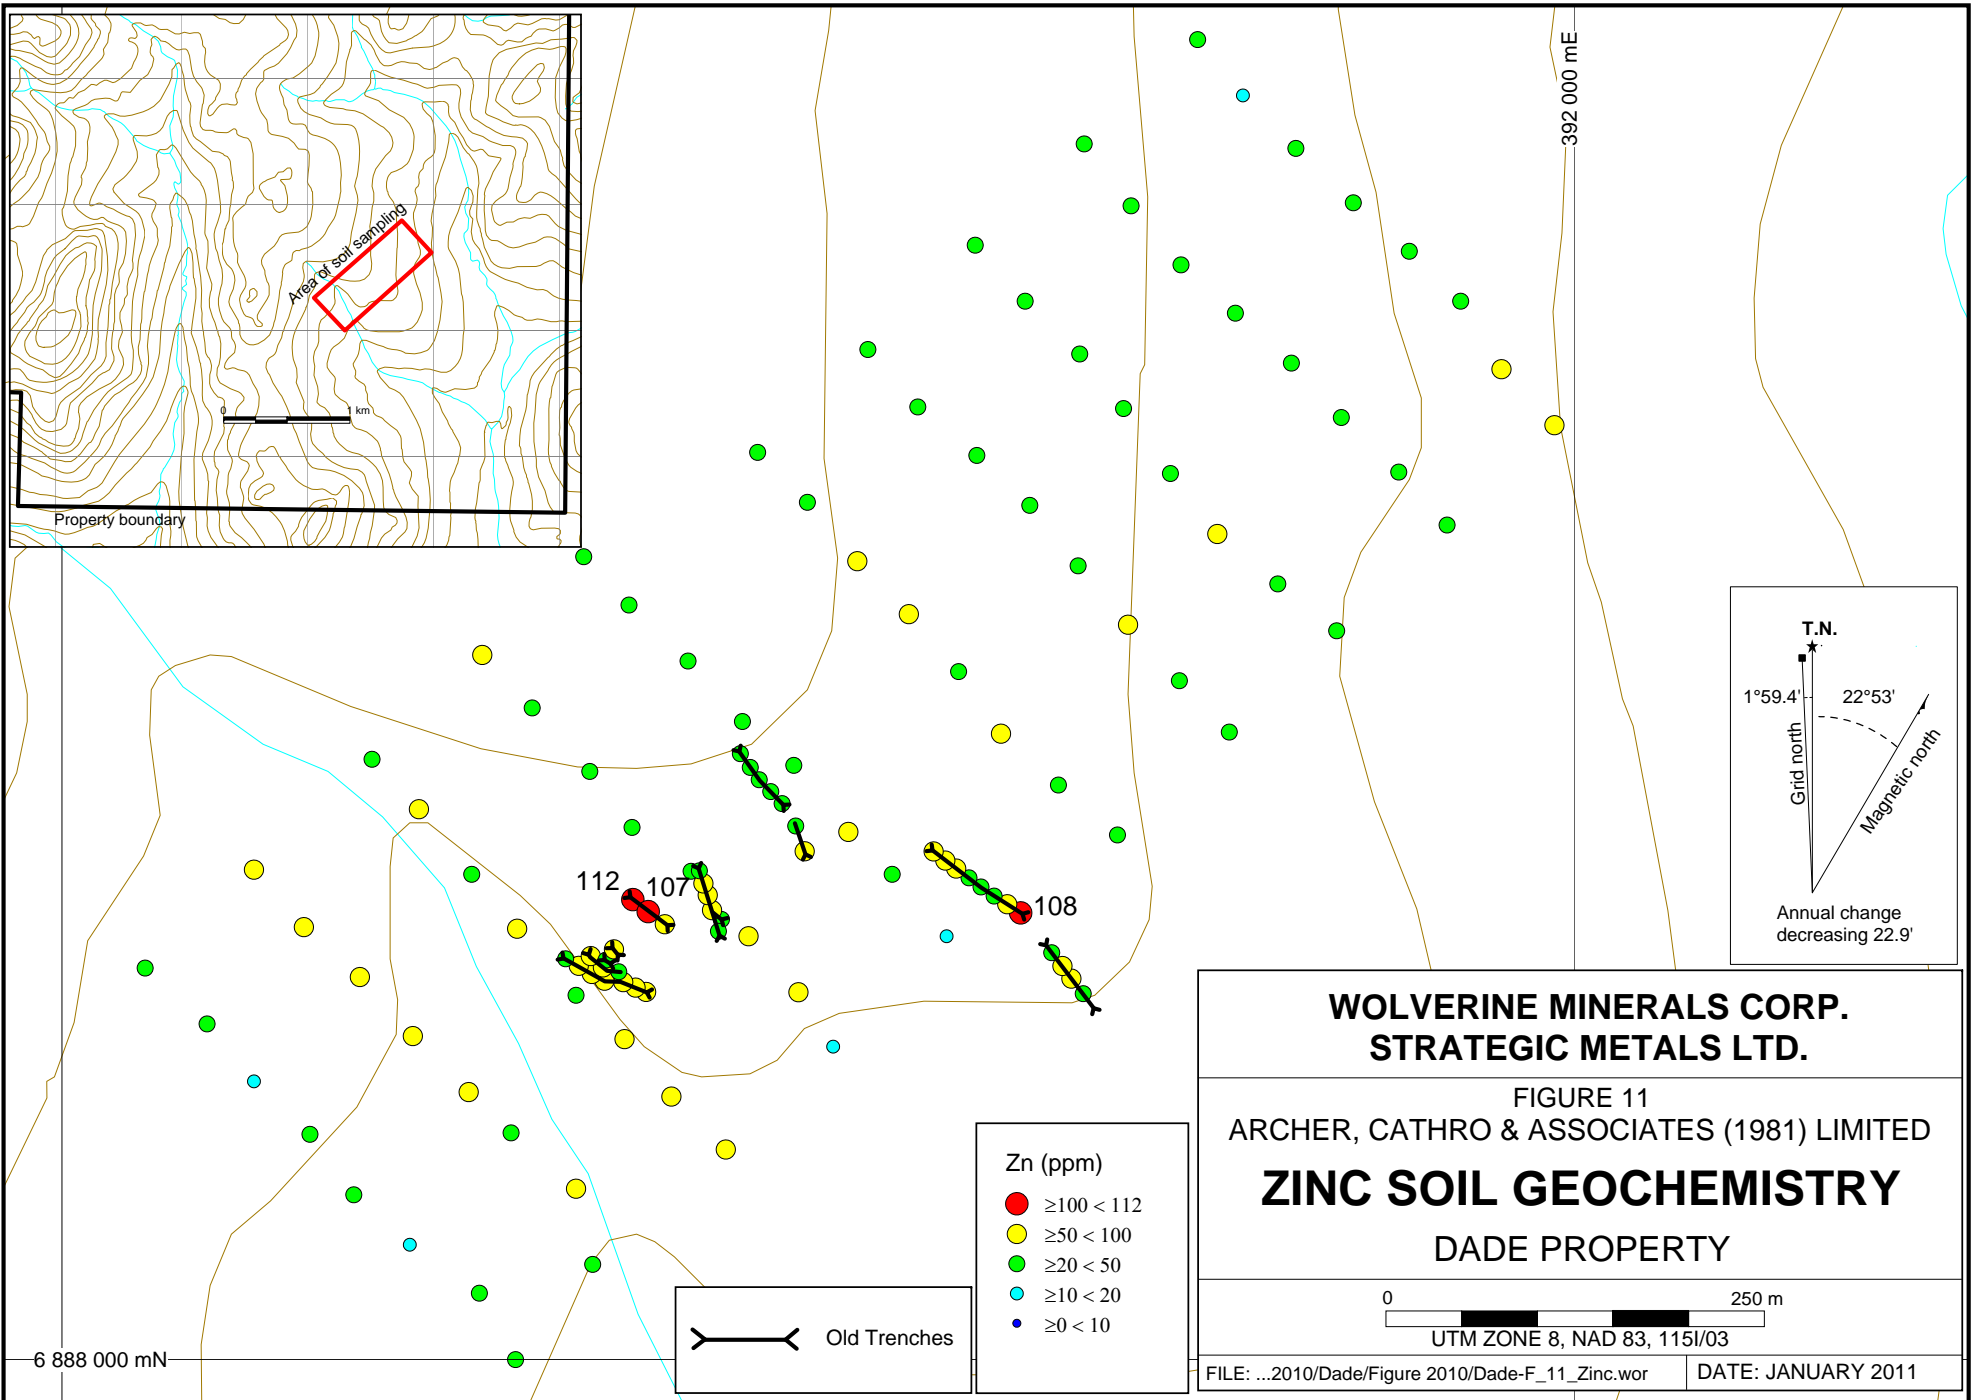 Area of soil sampling
0 1 km
Property boundary
392 000 mE
T.N.
1°59.4' 22°53'
Grid north
Magnetic north
Annual change
decreasing 22.9'
112 107
108
6 888 000 mN
Old Trenches
Zn (ppm)
≥100 < 112
≥50 < 100
≥20 < 50
≥10 < 20
≥0 < 10
WOLVERINE MINERALS CORP.
STRATEGIC METALS LTD.
FIGURE 11
ARCHER, CATHRO & ASSOCIATES (1981) LIMITED
ZINC SOIL GEOCHEMISTRY
DADE PROPERTY
0 250 m
UTM ZONE 8, NAD 83, 115I/03
FILE: ...2010/Dade/Figure 2010/Dade-F_11_Zinc.wor
DATE: JANUARY 2011